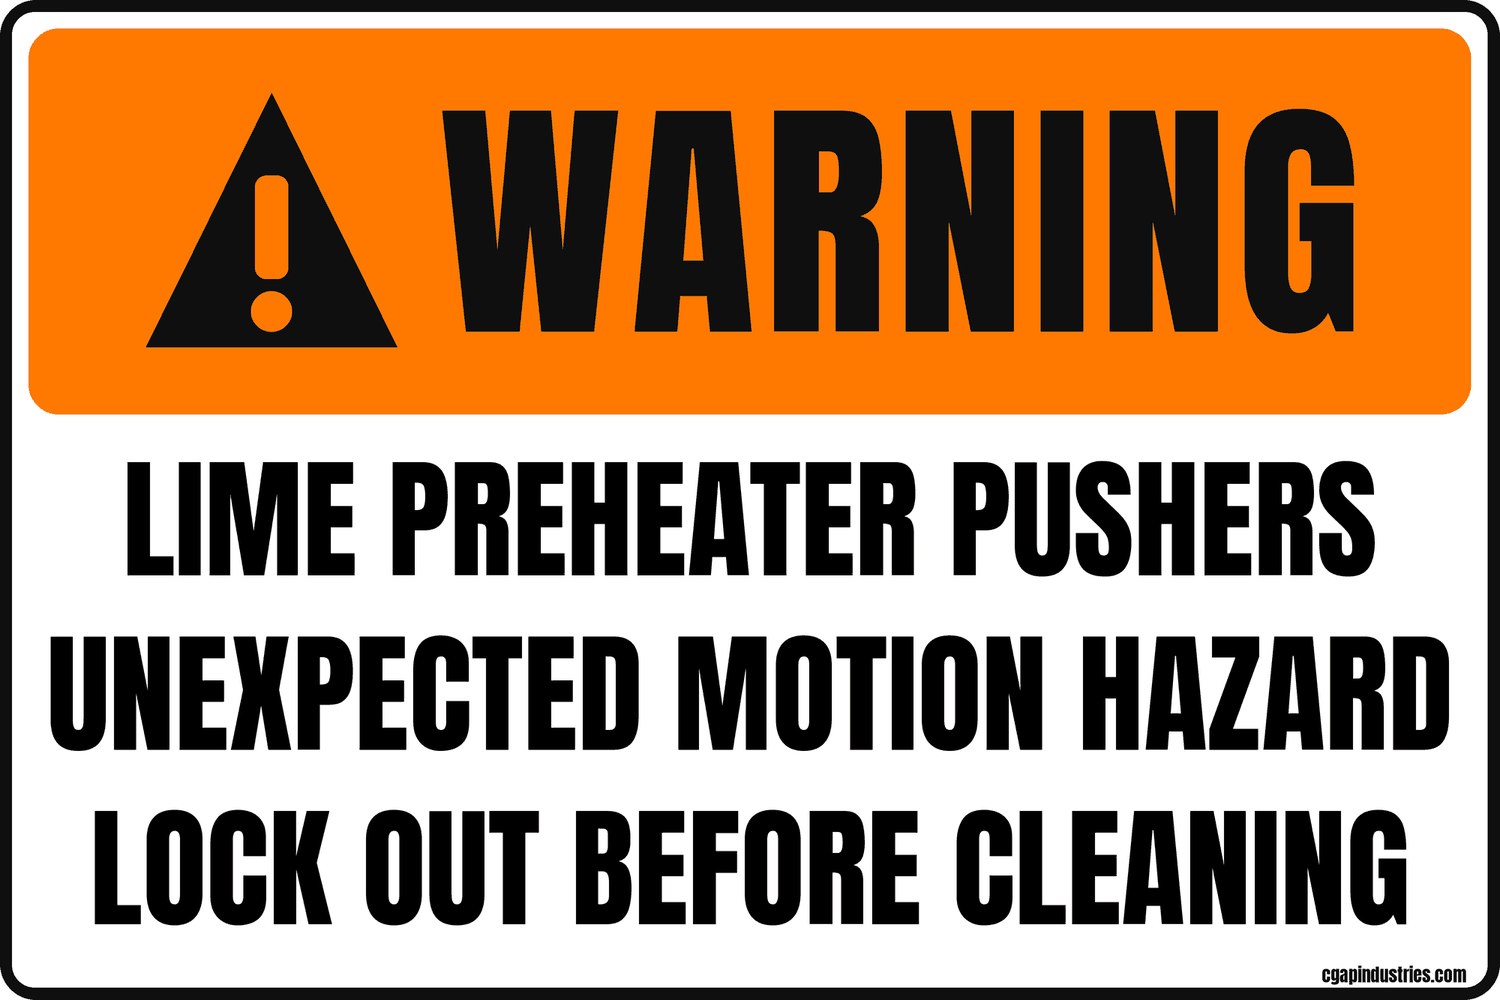 WARNING
LIME PREHEATER PUSHERS
UNEXPECTED MOTION HAZARD
LOCK OUT BEFORE CLEANING
cgapindustries.com